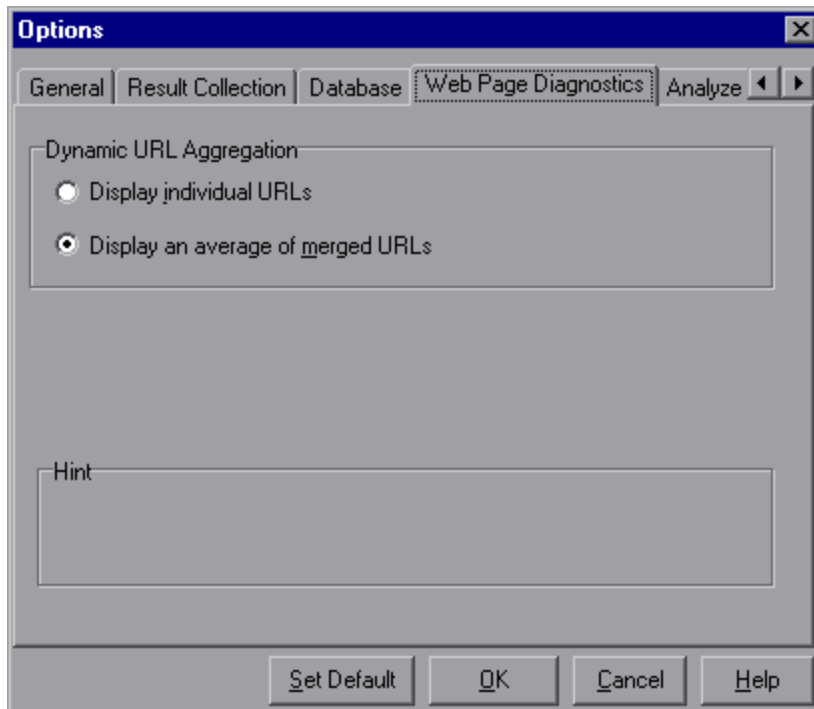 Options
General Result Collection Database Web Page Diagnostics Analyze
Dynamic URL Aggregation
Display individual URLs
Display an average of merged URLs
Hint
Set Default OK Cancel Help